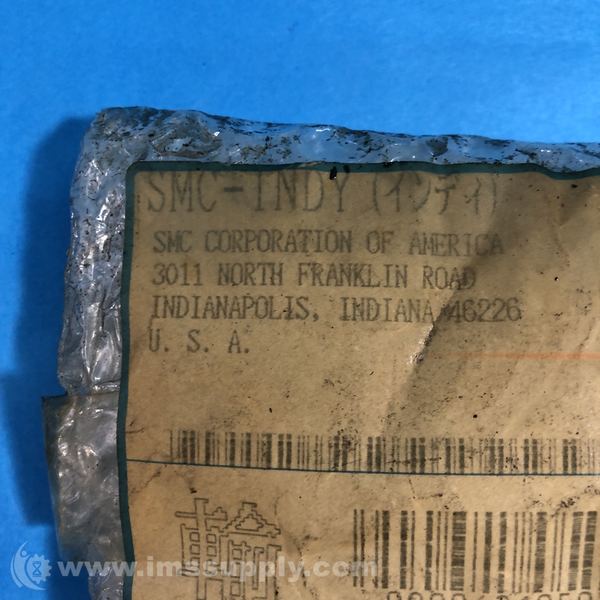 SMC-INDY (インディ)
SMC CORPORATION OF AMERICA
3011 NORTH FRANKLIN ROAD
INDIANAPOLIS, INDIANA 46226
U. S. A.
www.imssupply.com